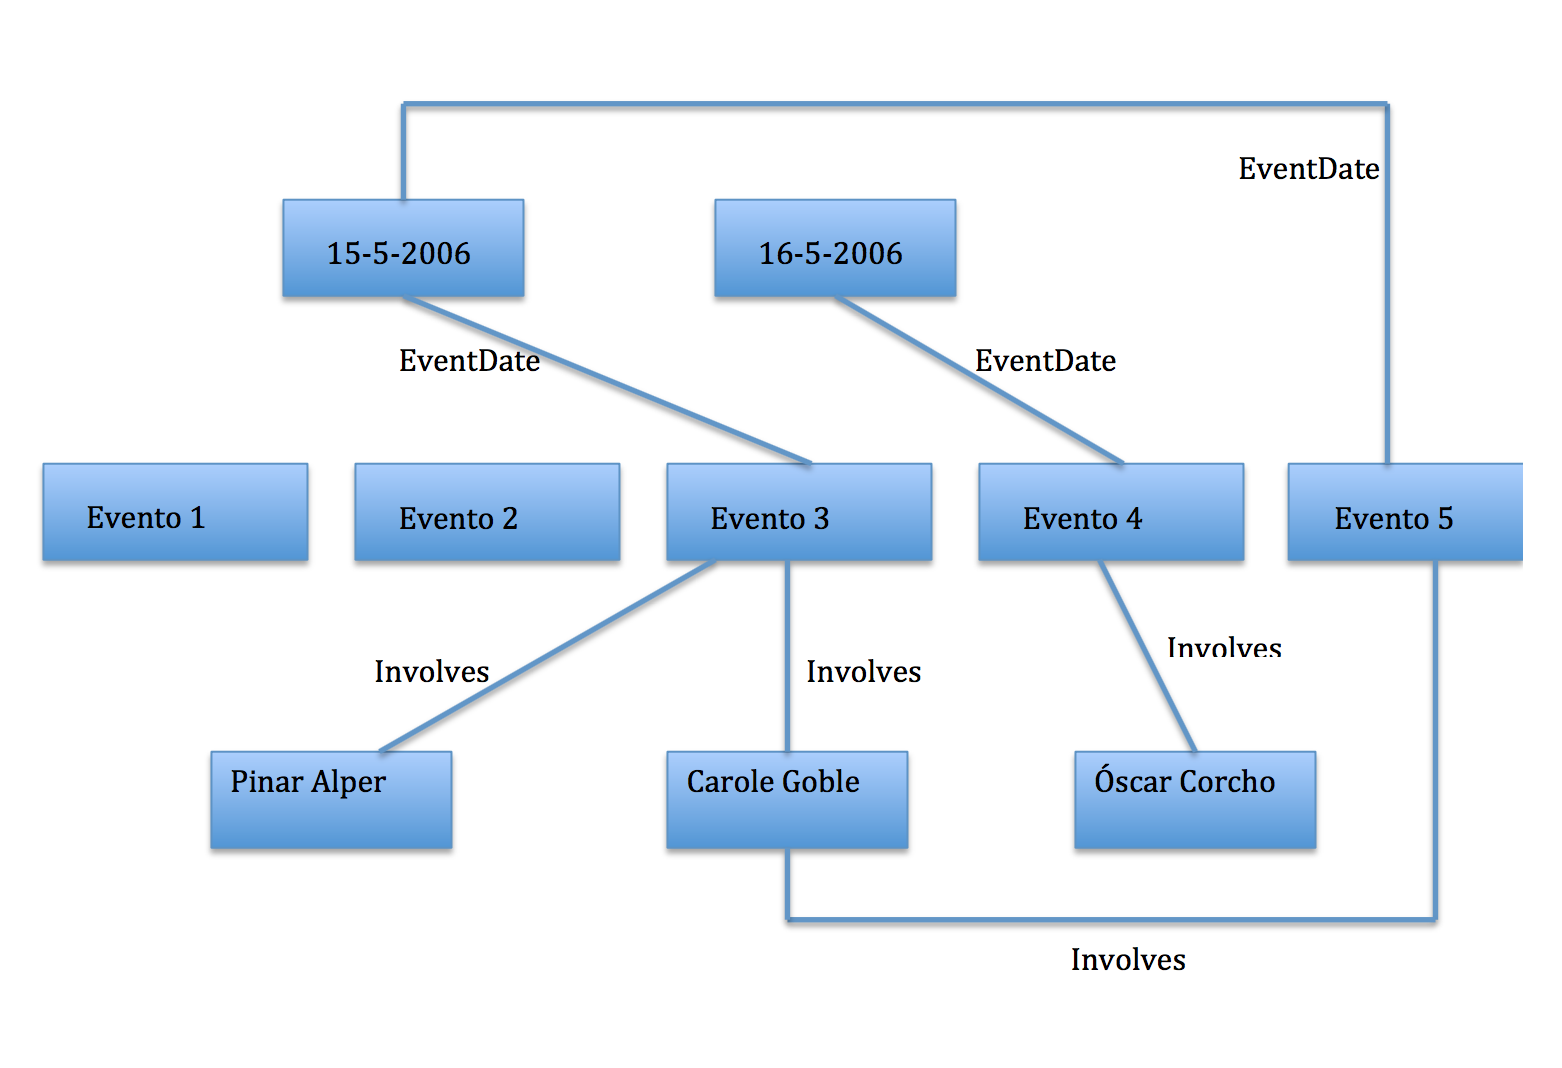 EventDate
15-5-2006
16-5-2006
EventDate
EventDate
Evento 1
Evento 2
Evento 3
Evento 4
Evento 5
Involves
Involves
Involves
Pinar Alper
Carole Goble
Óscar Corcho
Involves